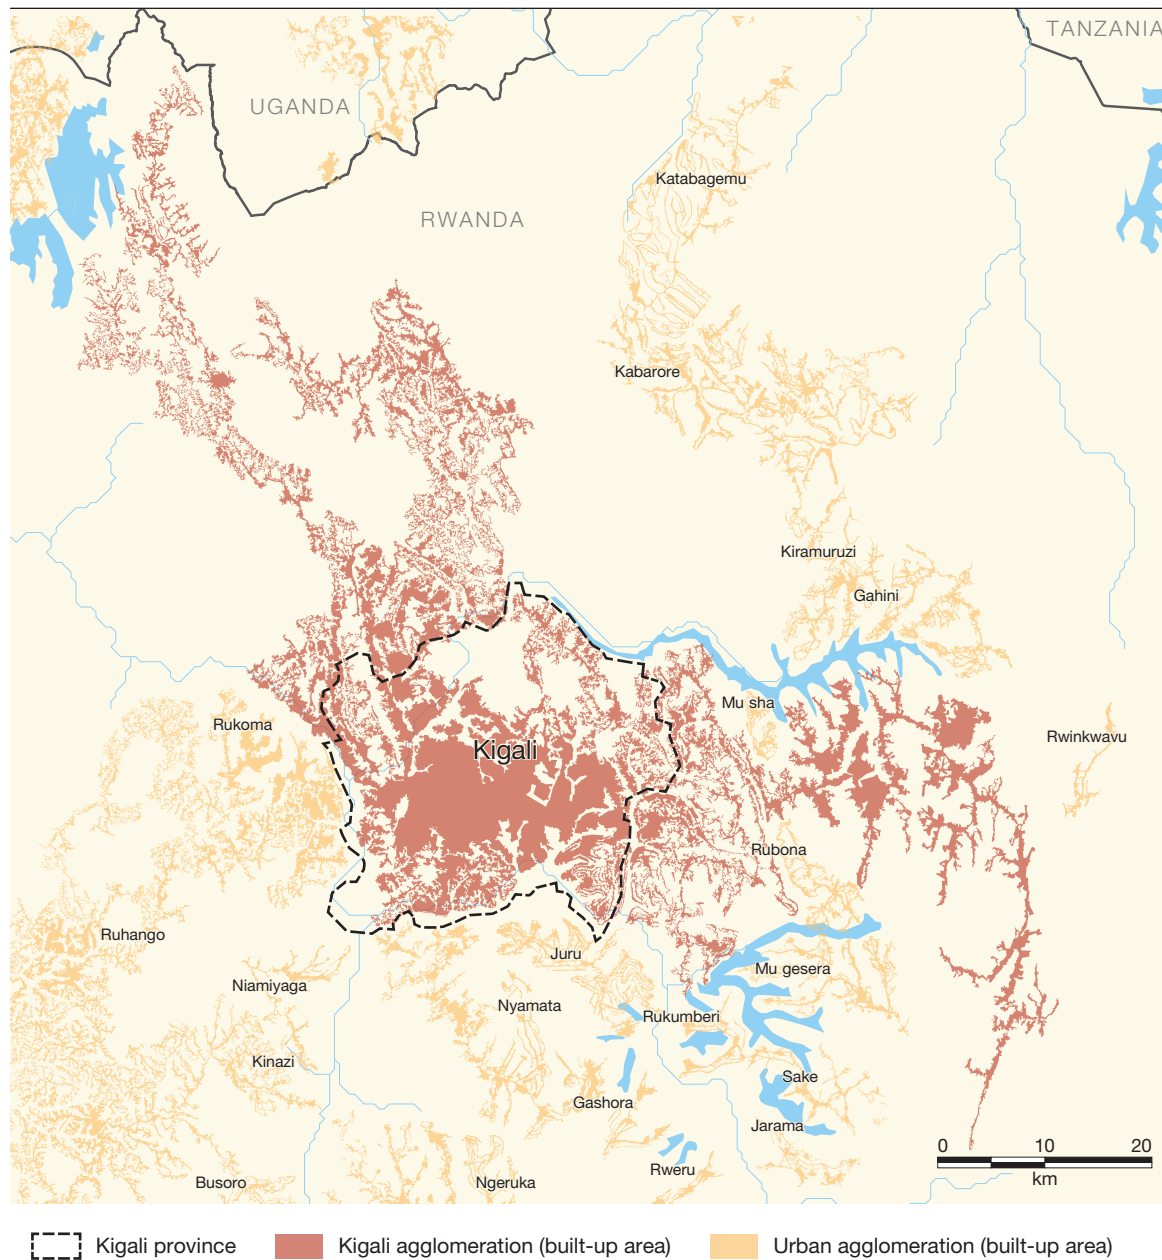 TANZANIA
UGANDA
Katabagemu
RWANDA
Kabarore
Kiramuruzi
Gahini
Mu sha
Rukoma
Rwinkwavu
Kigali
Rubona
Ruhango
Juru
Mu gesera
Niamiyaga
Nyamata
Rukumberi
Kinazi
Sake
Gashora
Jarama
0 10 20
km
Rweru
Busoro
Ngeruka
Kigali province
Kigali agglomeration (built-up area)
Urban agglomeration (built-up area)